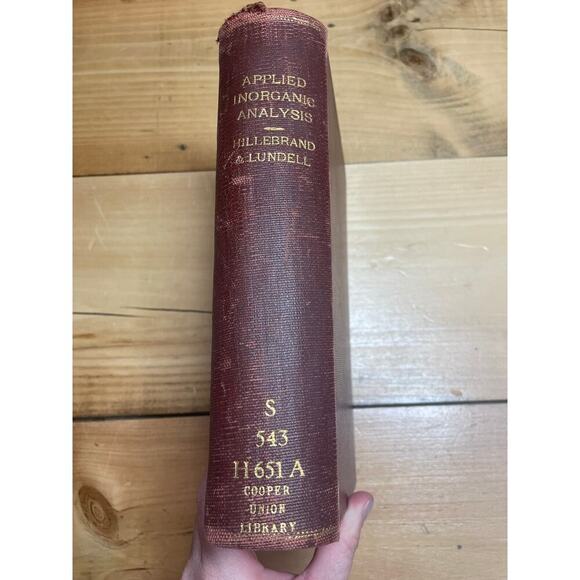 APPLIED
INORGANIC
ANALYSIS
HILLEBRAND
& LUNDELL
S
543
H651A
COOPER
UNION
LIBRARY